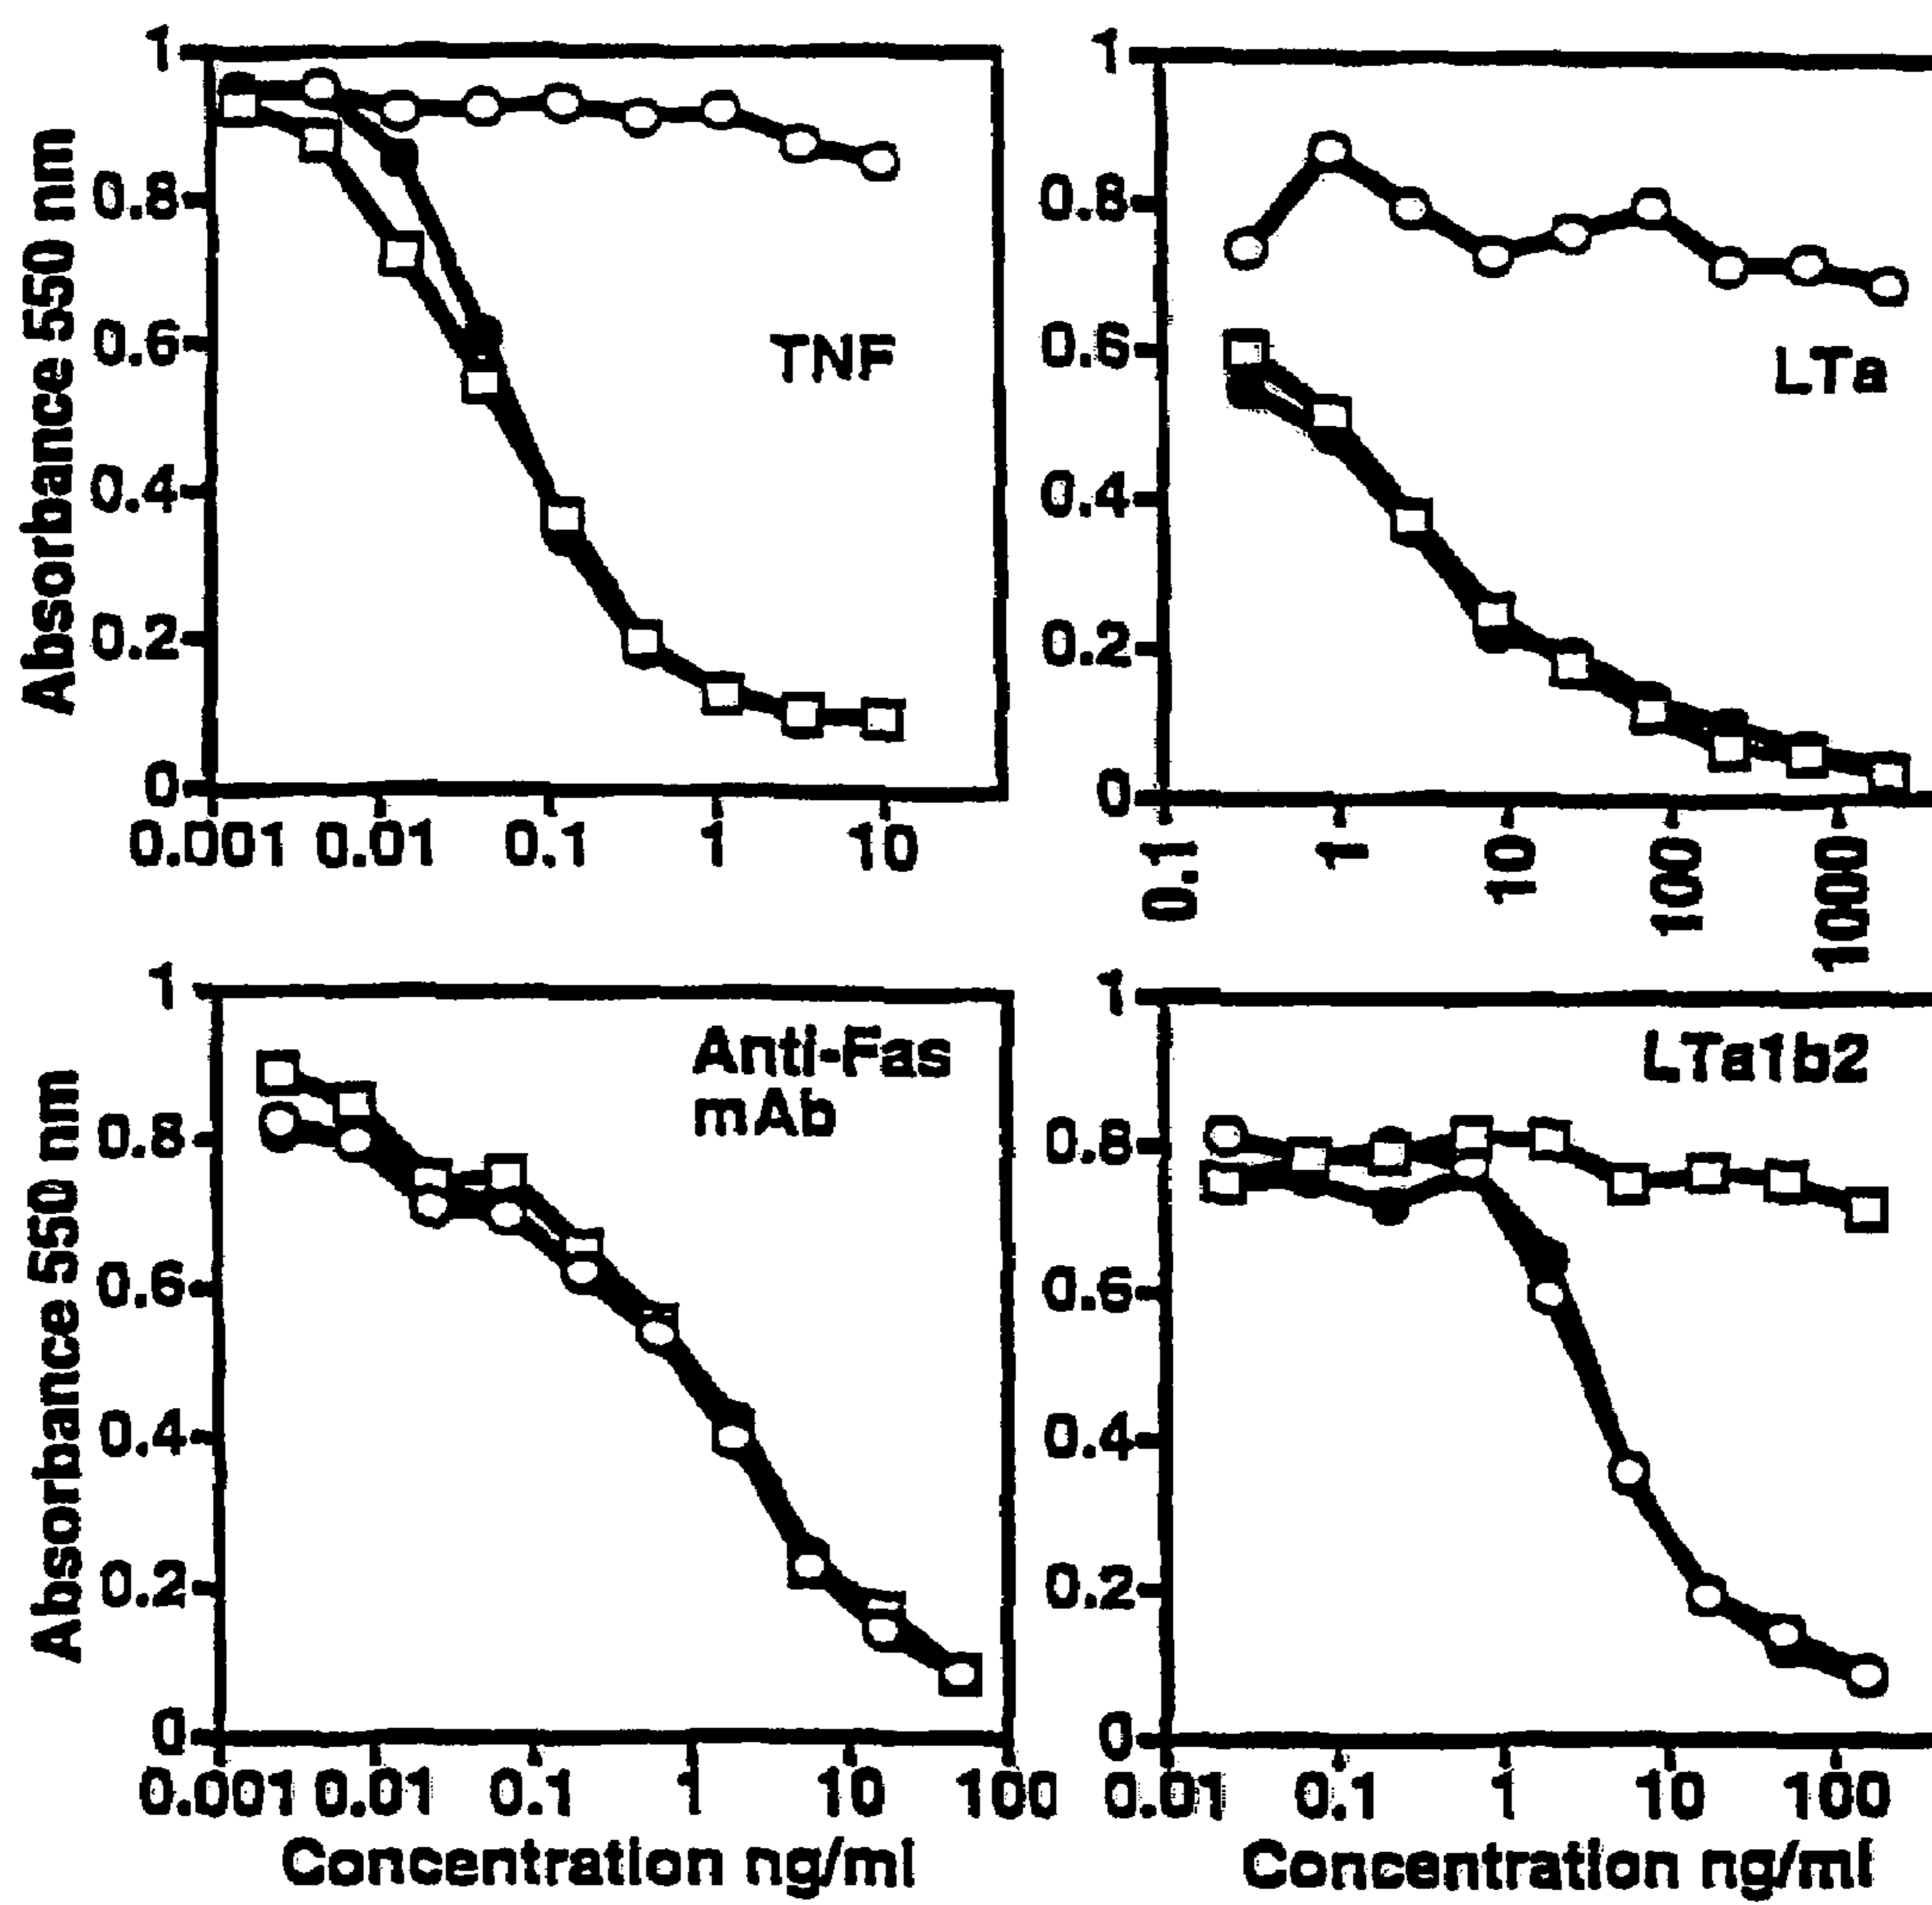 1
0.8
0.6
0.4
0.2
0
Absorbance 550 nm
TNF
0.001 0.01 0.1 1 10
1
0.8
0.6
0.4
0.2
0
LTa
0.1 1 10 100 1000
1
0.8
0.6
0.4
0.2
0
Absorbance 550 nm
Anti-Fas
mAb
0.001 0.01 0.1 1 10 100
Concentration ng/ml
1
0.8
0.6
0.4
0.2
0
LTa1b2
0.01 0.1 1 10 100
Concentration ng/ml